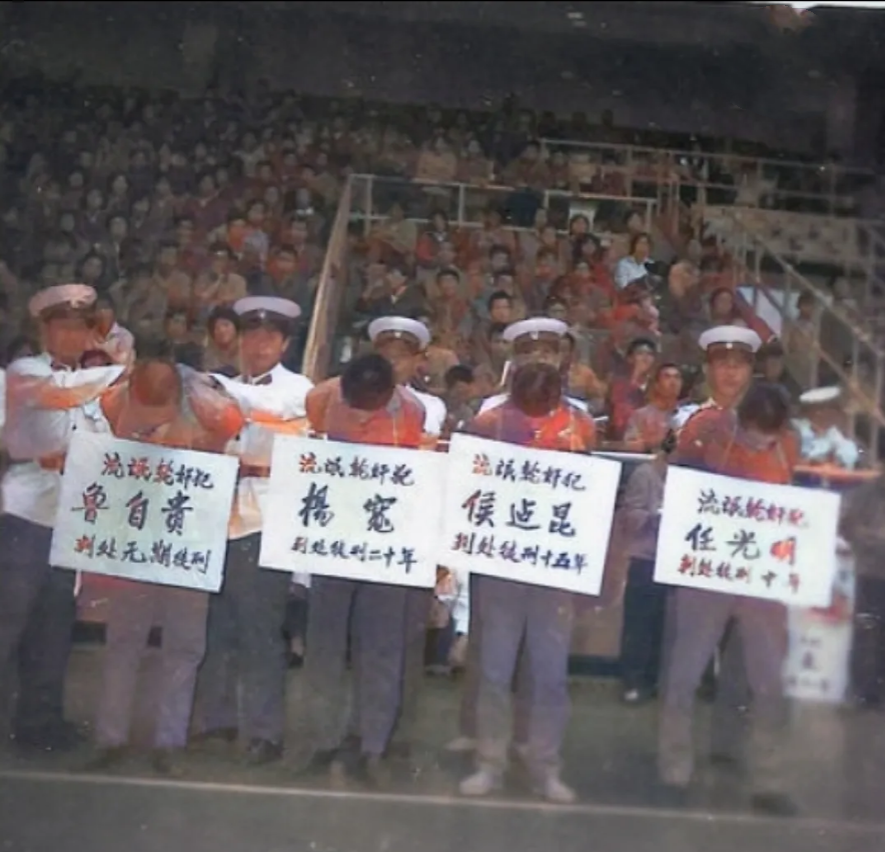 流氓轮奸犯
鲁自贵
判处无期徒刑
流氓轮奸犯
楊寬
判处徒刑二十年
流氓轮奸犯
侯占昆
判处徒刑十五年
流氓轮奸犯
任光明
判处徒刑十年